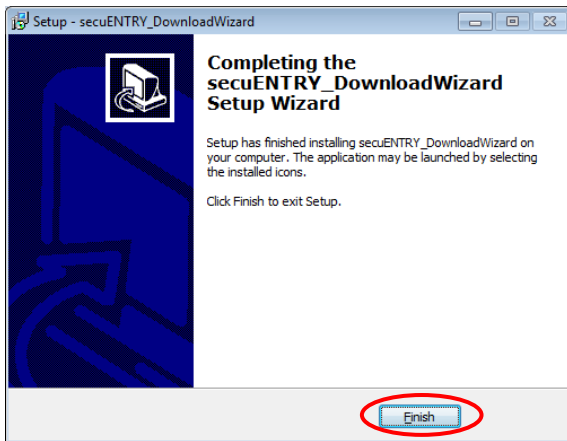 Setup - secuENTRY_DownloadWizard
Completing the
secuENTRY_DownloadWizard
Setup Wizard
Setup has finished installing secuENTRY_DownloadWizard on
your computer. The application may be launched by selecting
the installed icons.
Click Finish to exit Setup.
Finish